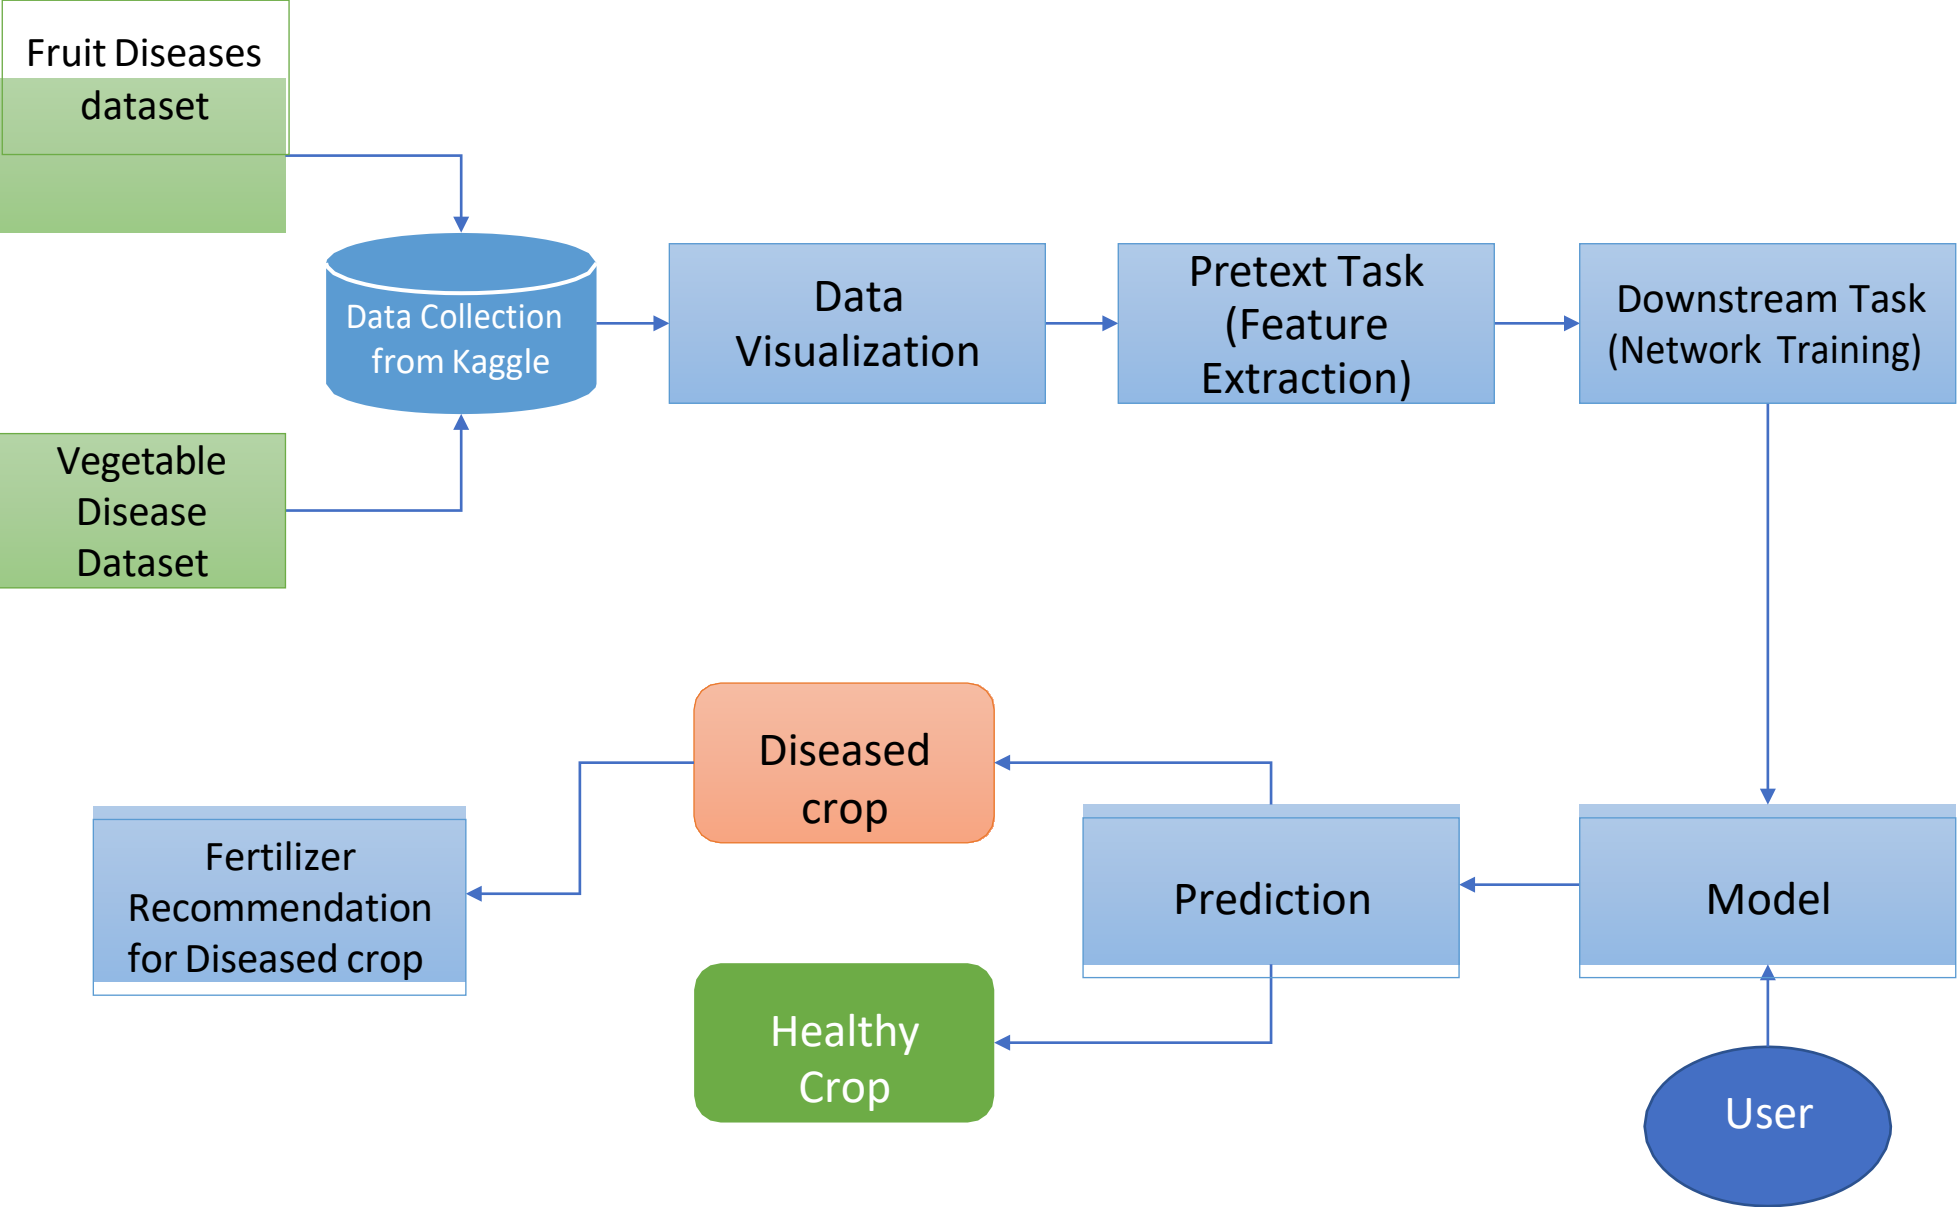 Fruit Diseases
dataset
Data Collection
from Kaggle
Data
Visualization
Pretext Task
(Feature
Extraction)
Downstream Task
(Network Training)
Vegetable
Disease
Dataset
Diseased
crop
Fertilizer
Recommendation
for Diseased crop
Prediction
Model
Healthy
Crop
User